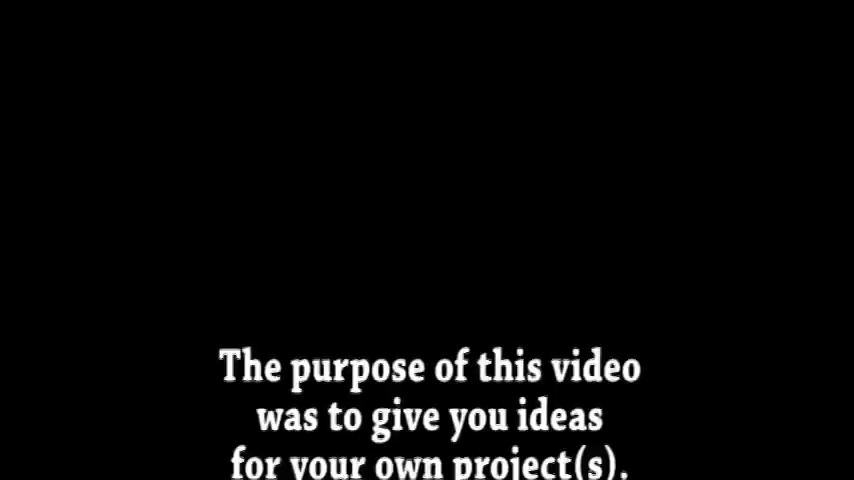 The purpose of this video
was to give you ideas
for your own project(s).